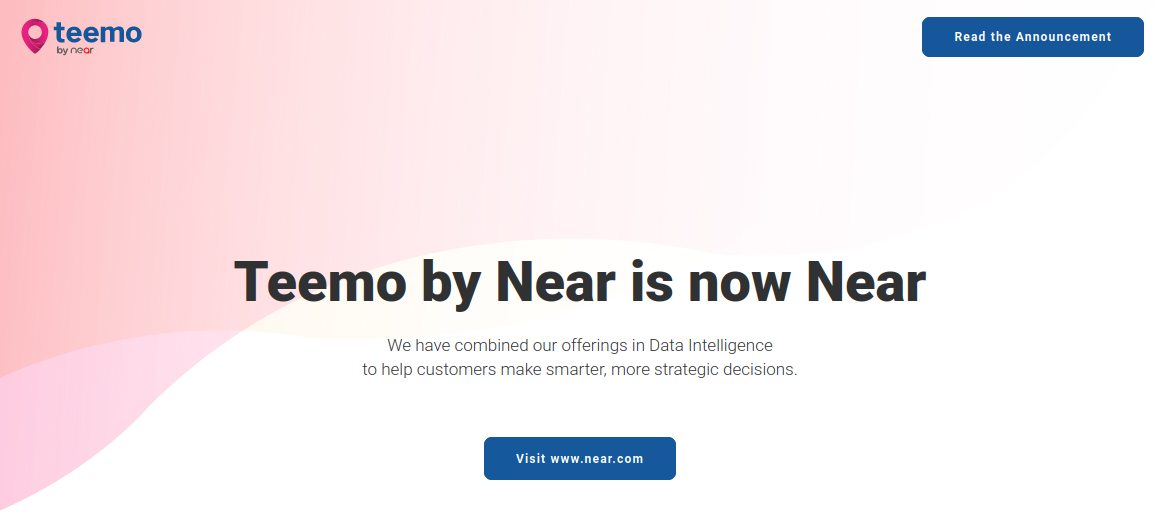 teemo
by near
Read the Announcement
Teemo by Near is now Near
We have combined our offerings in Data Intelligence
to help customers make smarter, more strategic decisions.
Visit www.near.com